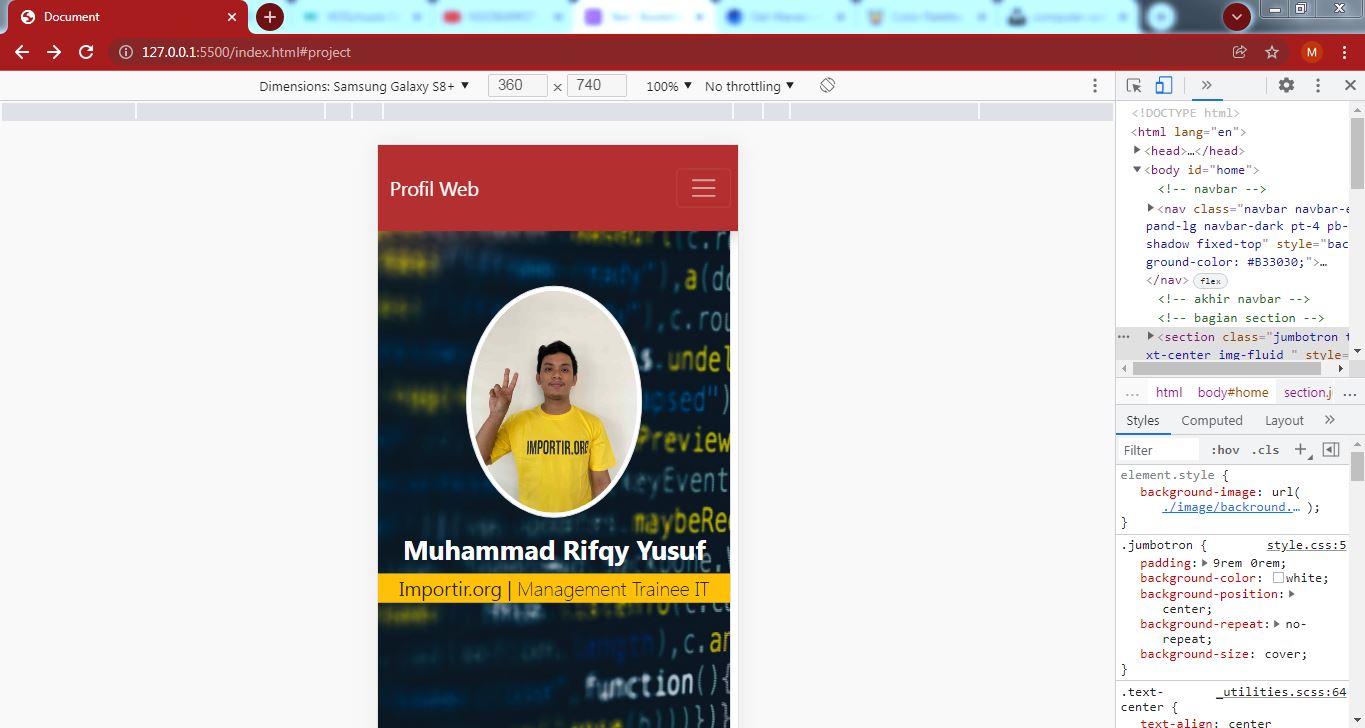 Document
127.0.0.1:5500/index.html#project
M
Dimensions: Samsung Galaxy S8+ 360 × 740 100% No throttling
Profil Web
IMPORTIR.ORG
Muhammad Rifqy Yusuf
Importir.org | Management Trainee IT
function(){
<!DOCTYPE html>
<html lang="en">
<head>…</head>
<body id="home">
<!-- navbar -->
<nav class="navbar navbar-e
pand-lg navbar-dark pt-4 pb-
shadow fixed-top" style="bac
ground-color: #B33030;">…
</nav> flex
<!-- akhir navbar -->
<!-- bagian section -->
<section class="jumbotron t
xt-center img-fluid " style=
... html body#home section.j ...
Styles Computed Layout
Filter :hov .cls
element.style {
background-image: url(
./image/backround.… );
}
.jumbotron { style.css:5
padding: 9rem 0rem;
background-color: white;
background-position:
center;
background-repeat: no-
repeat;
background-size: cover;
}
.text- _utilities.scss:64
center {
text-align: center